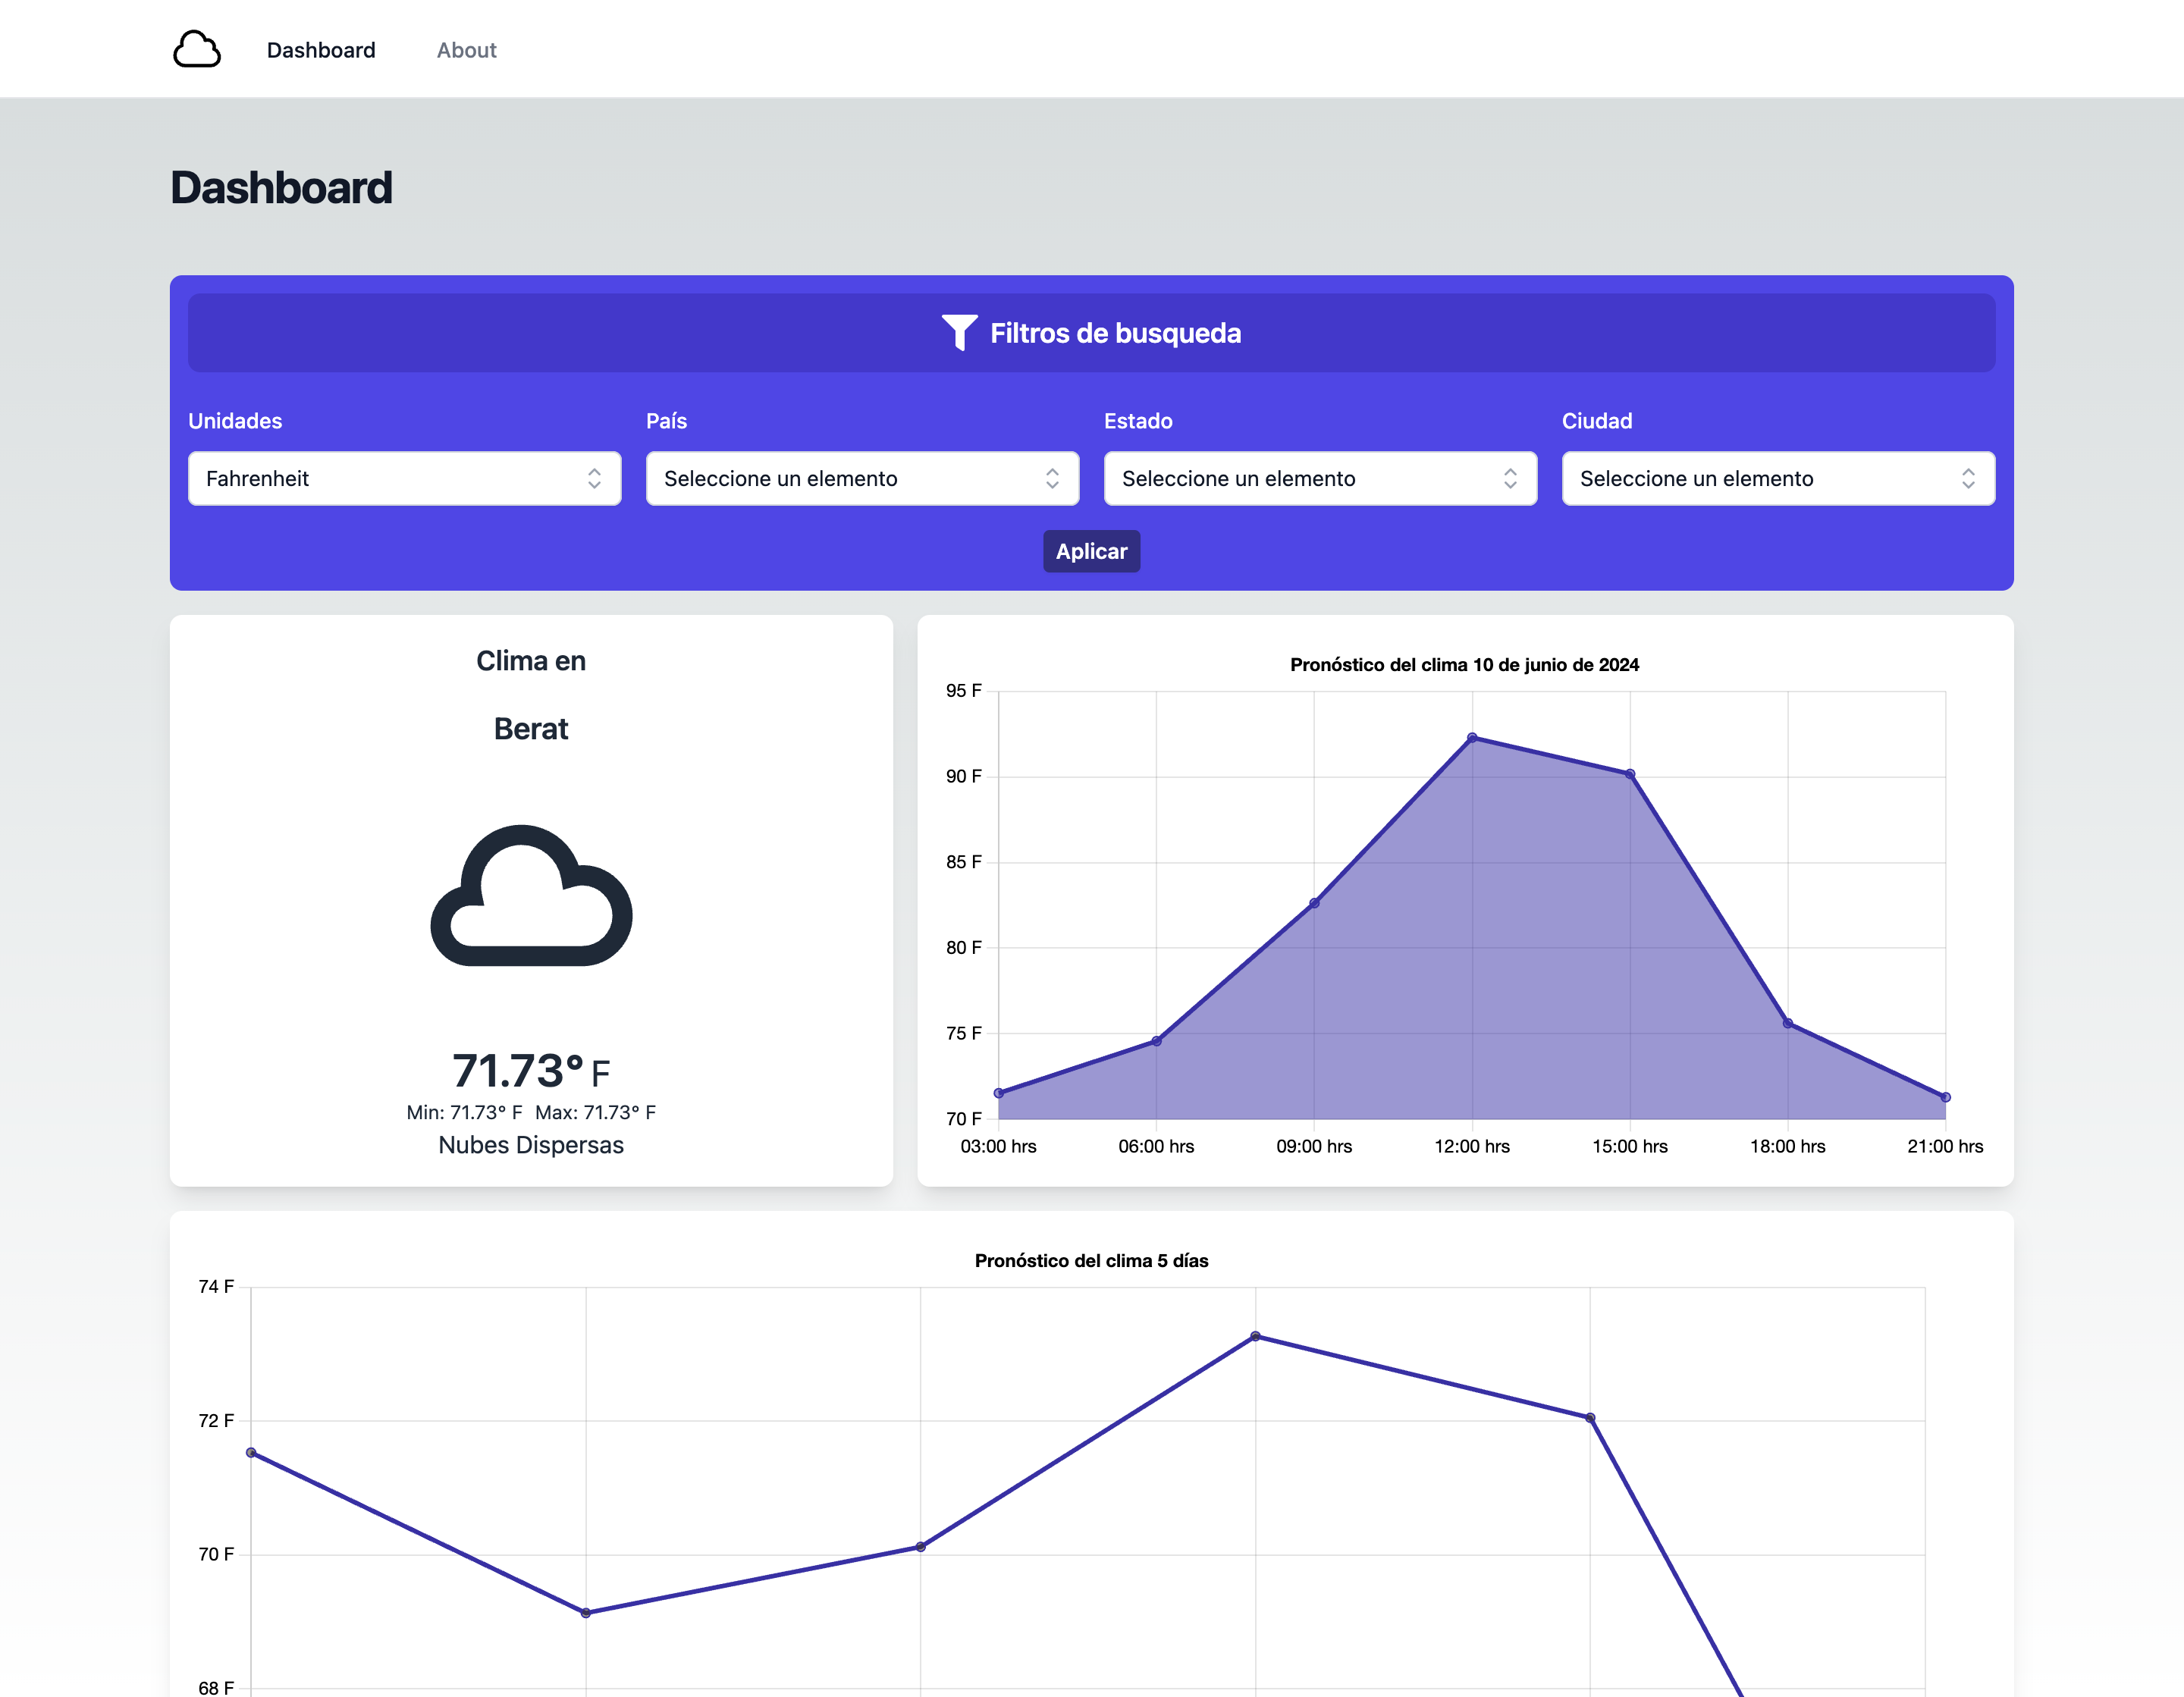 Dashboard About
Dashboard
Filtros de busqueda
Unidades País Estado Ciudad
Fahrenheit Seleccione un elemento Seleccione un elemento Seleccione un elemento
Aplicar
Clima en
Berat
71.73° F
Min: 71.73° F Max: 71.73° F
Nubes Dispersas
Pronóstico del clima 10 de junio de 2024
95 F
90 F
85 F
80 F
75 F
70 F
03:00 hrs 06:00 hrs 09:00 hrs 12:00 hrs 15:00 hrs 18:00 hrs 21:00 hrs
Pronóstico del clima 5 días
74 F
72 F
70 F
68 F